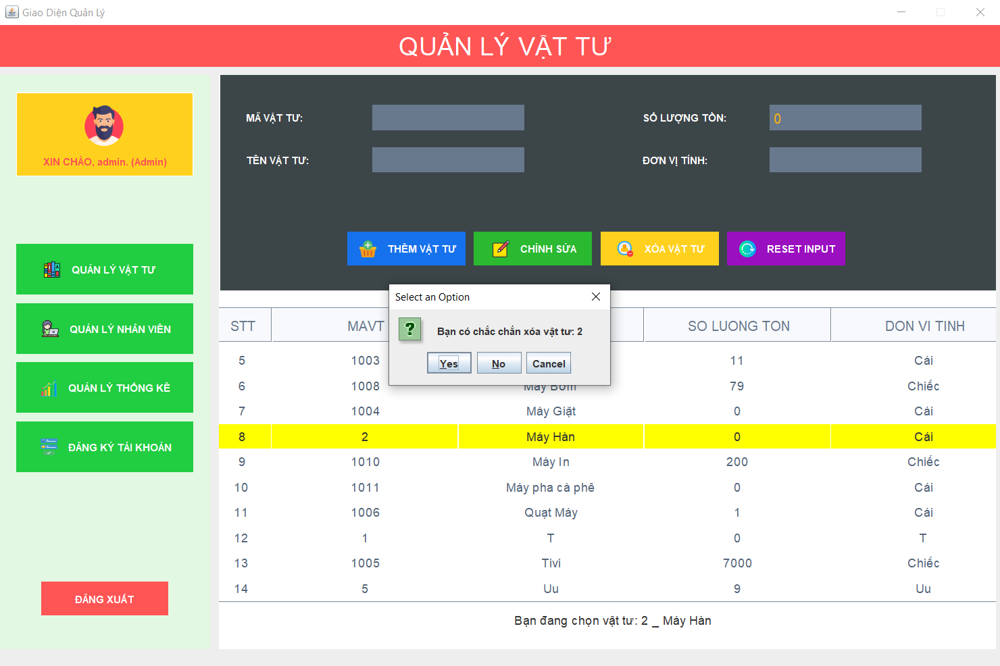 Giao Diện Quản Lý
QUẢN LÝ VẬT TƯ
XIN CHÀO, admin. (Admin)
QUẢN LÝ VẬT TƯ
QUẢN LÝ NHÂN VIÊN
QUẢN LÝ THỐNG KÊ
ĐĂNG KÝ TÀI KHOẢN
ĐĂNG XUẤT
MÃ VẬT TƯ: SỐ LƯỢNG TỒN: 0
TÊN VẬT TƯ: ĐƠN VỊ TÍNH:
THÊM VẬT TƯ CHỈNH SỬA XÓA VẬT TƯ RESET INPUT
Select an Option
Bạn có chắc chắn xóa vật tư: 2
Yes No Cancel
STT MAVT SO LUONG TON DON VI TINH
5 1003 11 Cái
6 1008 Máy Bơm 79 Chiếc
7 1004 Máy Giặt 0 Cái
8 2 Máy Hàn 0 Cái
9 1010 Máy In 200 Chiếc
10 1011 Máy pha cà phê 0 Cái
11 1006 Quạt Máy 1 Cái
12 1 T 0 T
13 1005 Tivi 7000 Chiếc
14 5 Uu 9 Uu
Bạn đang chọn vật tư: 2 _ Máy Hàn